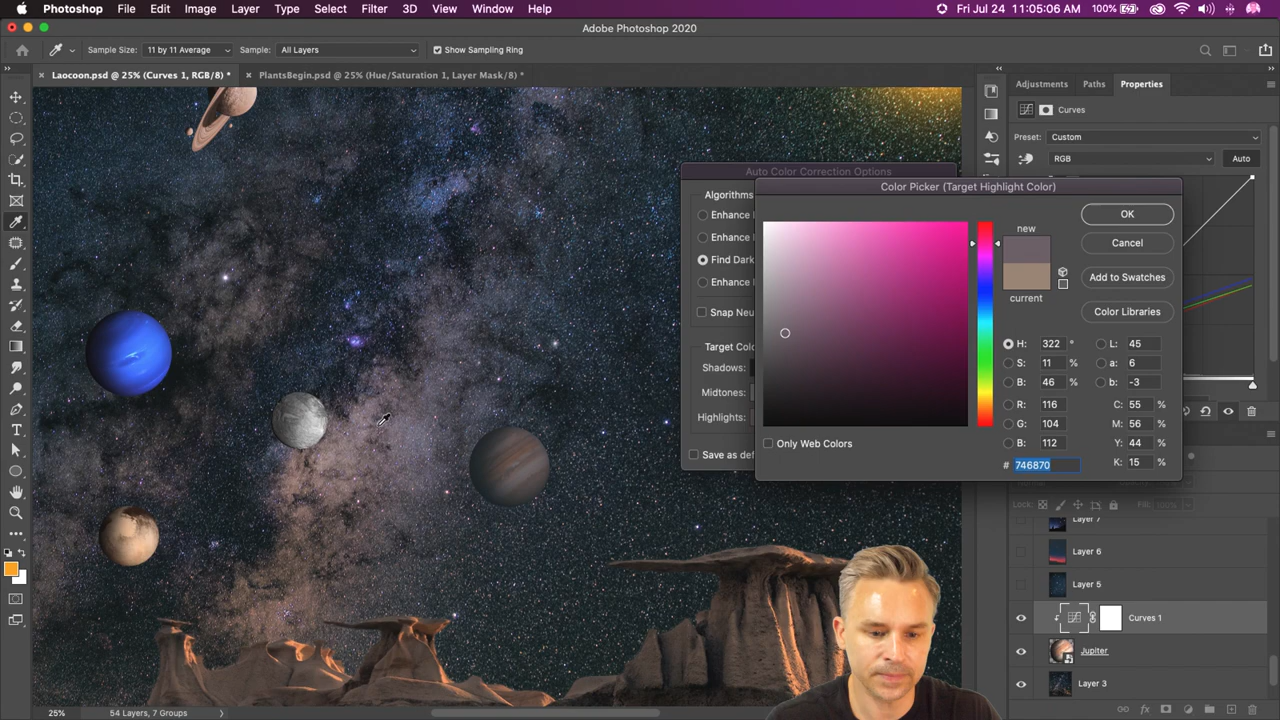 Photoshop File Edit Image Layer Type Select Filter 3D View Window Help 100% Fri Jul 24 11:05:06 AM
Adobe Photoshop 2020
Sample Size: 11 by 11 Average Sample: All Layers Show Sampling Ring
Laocoon.psd @ 25% (Curves 1, RGB/8) * PlantsBegin.psd @ 25% (Hue/Saturation 1, Layer Mask/8) *
Adjustments Paths Properties
Curves
Preset: Custom
RGB Auto
Auto Color Correction Options
Algorithms
Enhance
Enhance
Find Dark
Enhance
Snap Neu
Target Colo
Shadows:
Midtones:
Highlights:
Save as def
Color Picker (Target Highlight Color)
new
current
OK
Cancel
Add to Swatches
Color Libraries
H: 322 ° L: 45
S: 11 % a: 6
B: 46 % b: -3
R: 116 C: 55 %
G: 104 M: 56 %
B: 112 Y: 44 %
# 746870 K: 15 %
Only Web Colors
Lock: Fill: 100%
Layer 7
Layer 6
Layer 5
Curves 1
Jupiter
Layer 3
25% 54 Layers, 7 Groups